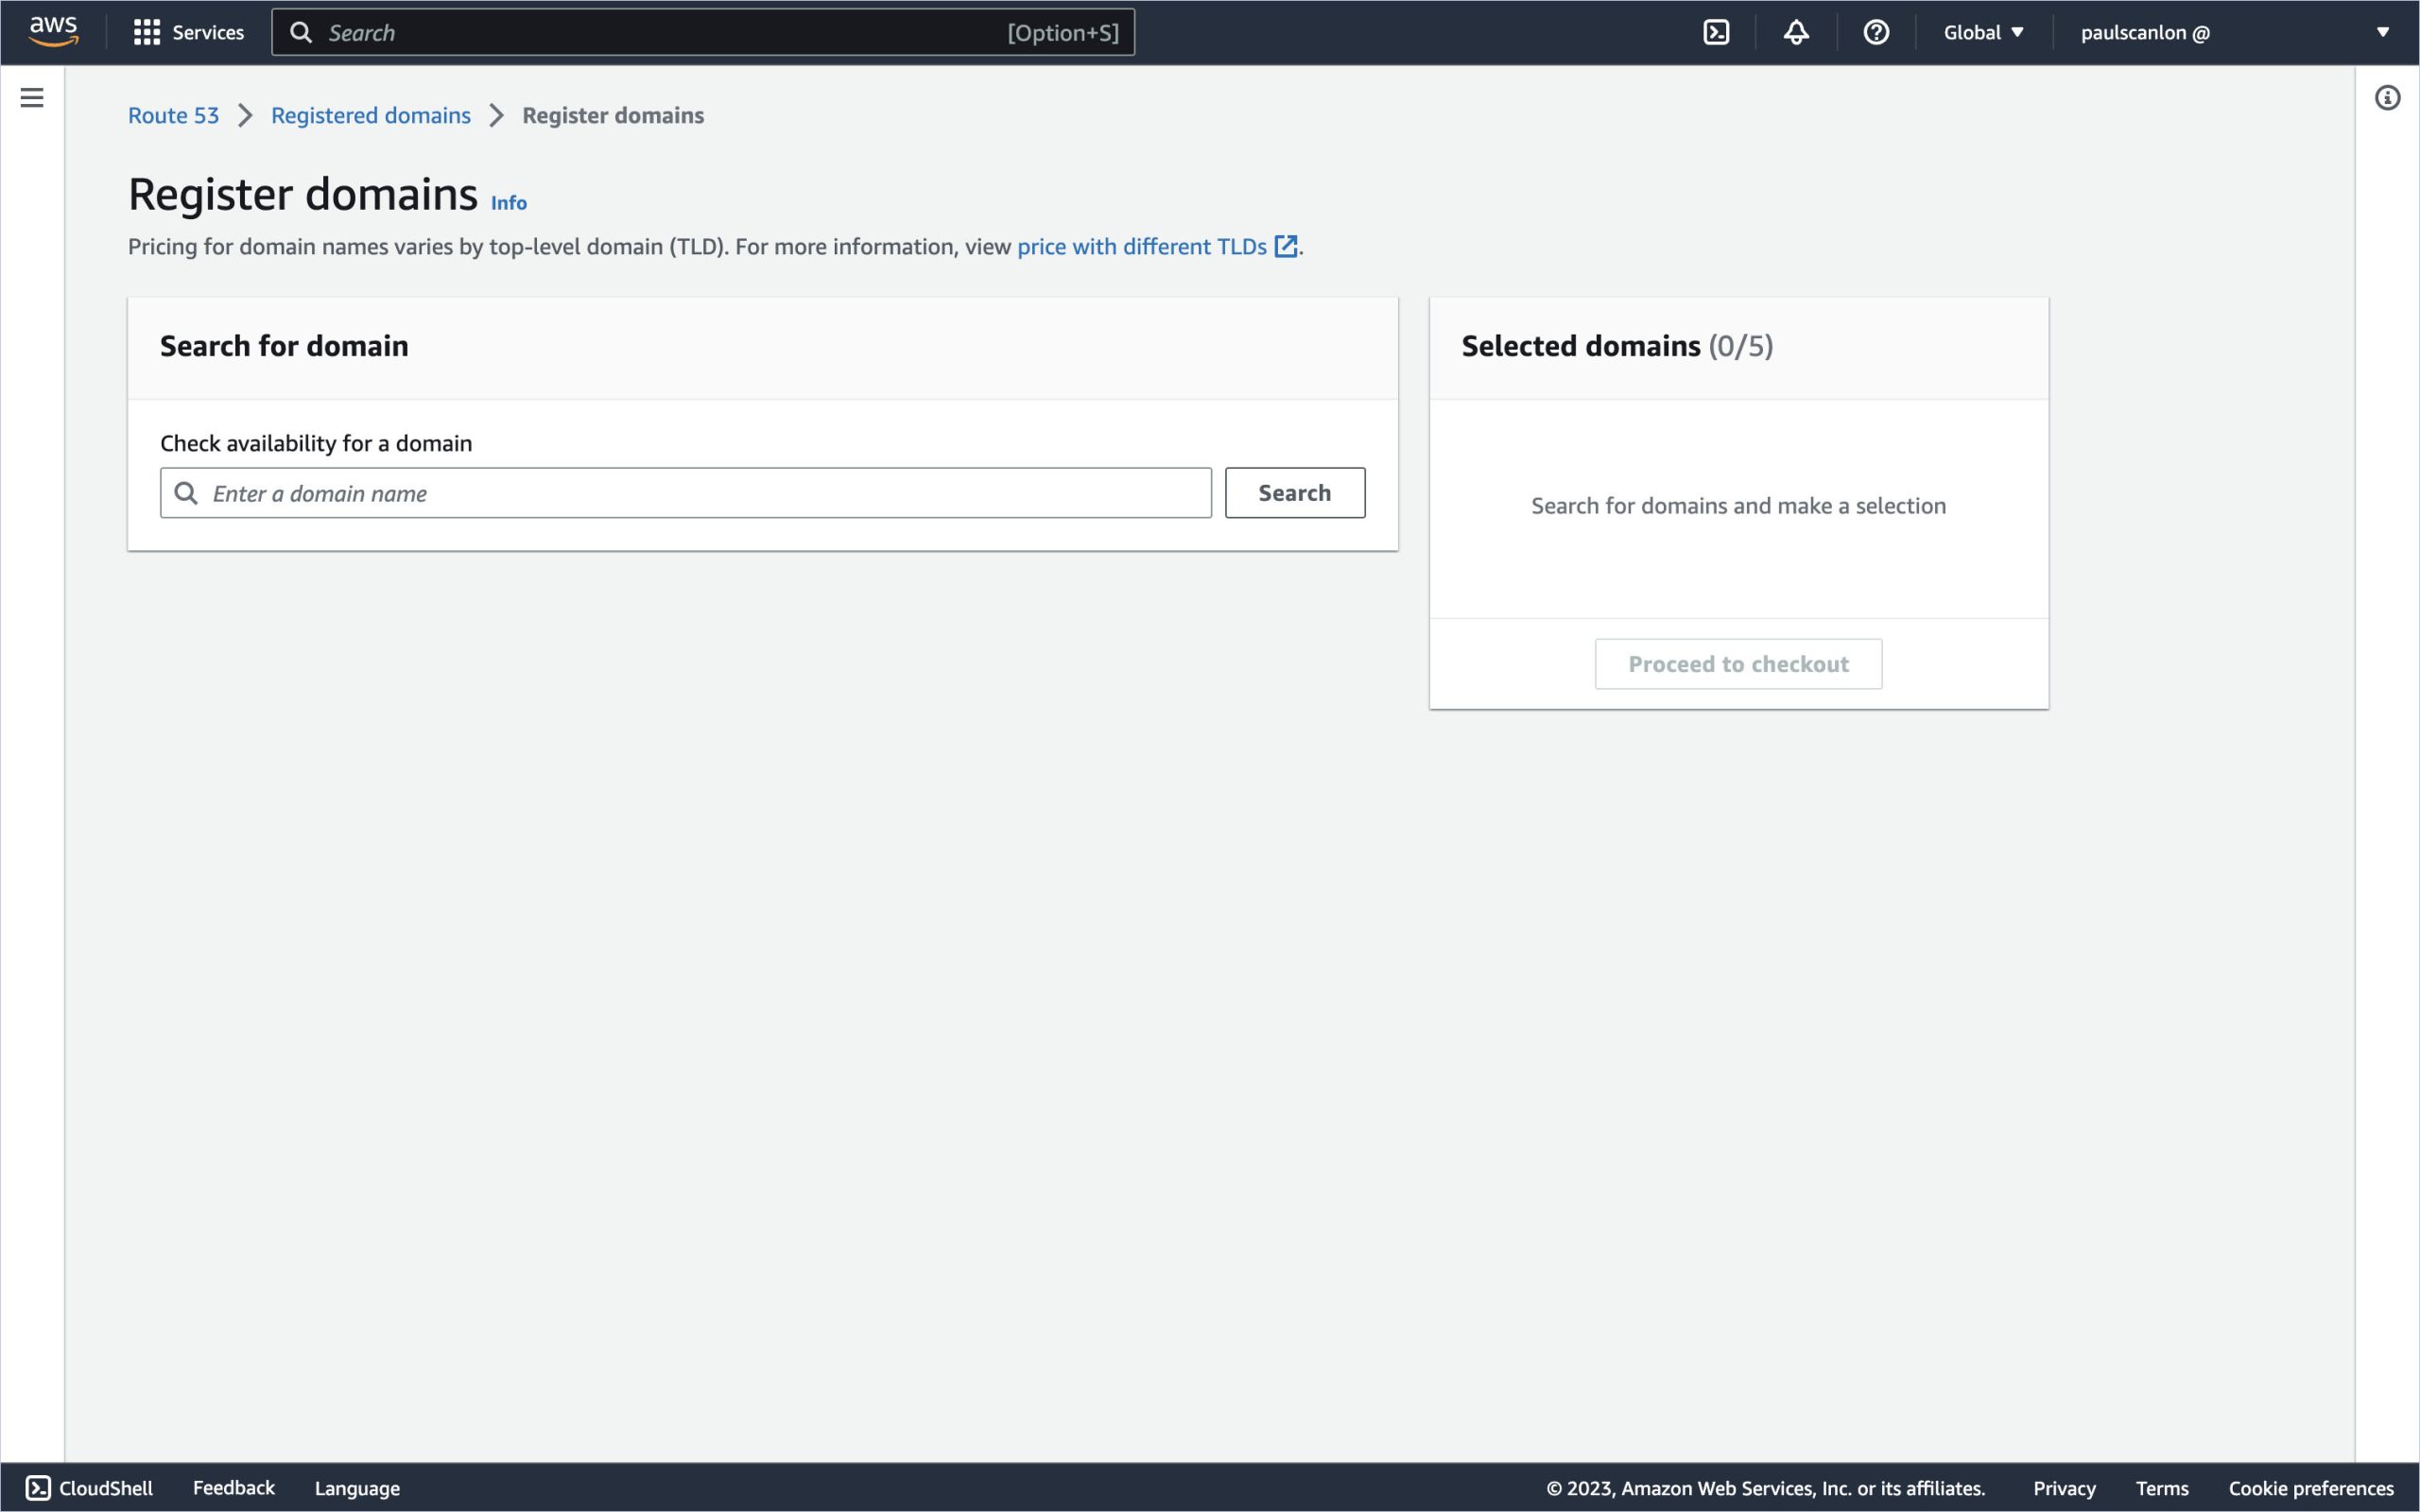 aws
Services
Search
[Option+S]
Global
paulscanlon @
Route 53
Registered domains
Register domains
Register domains Info
Pricing for domain names varies by top-level domain (TLD). For more information, view price with different TLDs.
Search for domain
Check availability for a domain
Enter a domain name
Search
Selected domains (0/5)
Search for domains and make a selection
Proceed to checkout
CloudShell
Feedback
Language
© 2023, Amazon Web Services, Inc. or its affiliates.
Privacy
Terms
Cookie preferences